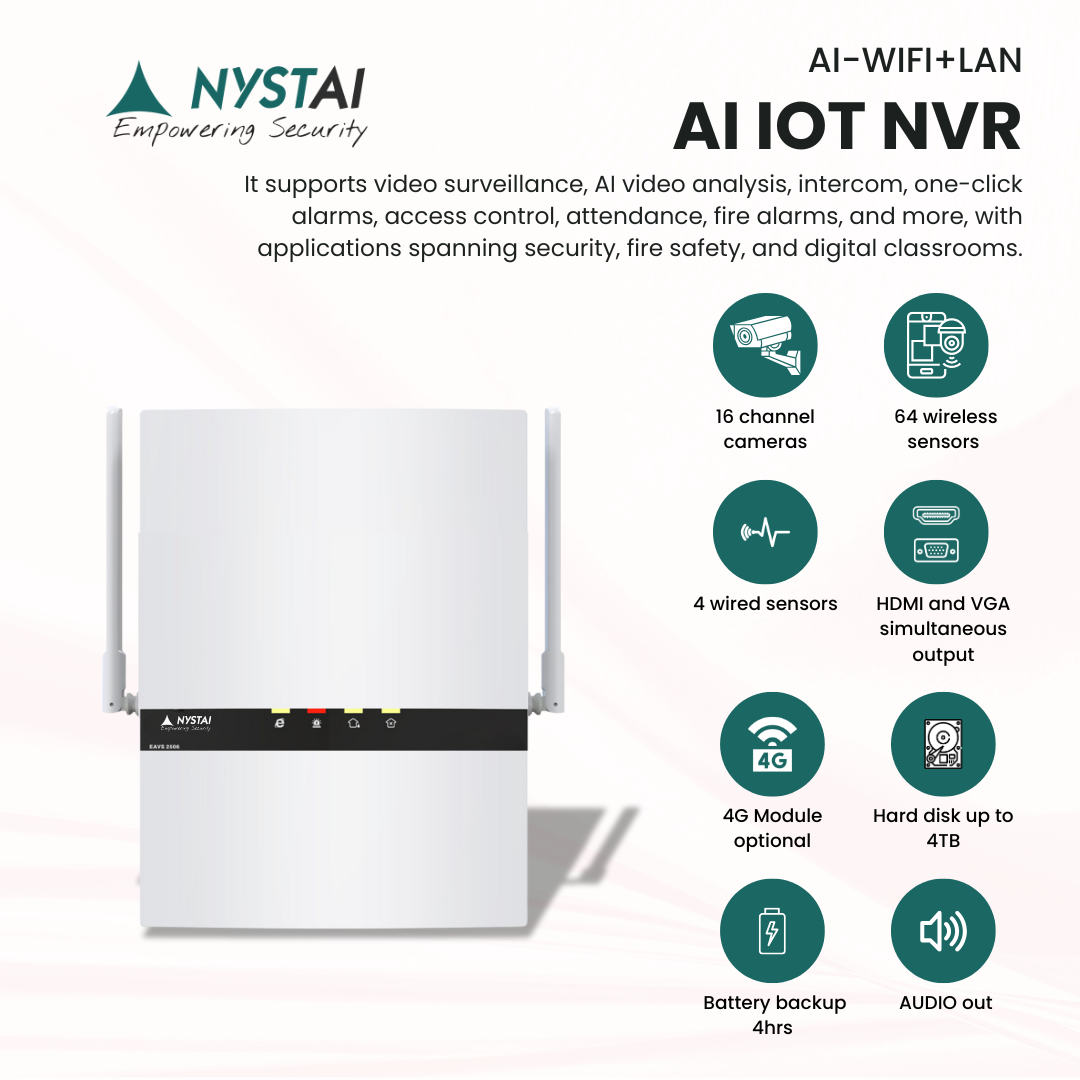 NYSTAI
Empowering Security
AI-WIFI+LAN
AI IOT NVR
It supports video surveillance, AI video analysis, intercom, one-click
alarms, access control, attendance, fire alarms, and more, with
applications spanning security, fire safety, and digital classrooms.
16 channel
cameras
64 wireless
sensors
4 wired sensors
HDMI and VGA
simultaneous
output
NYSTAI
Empowering Security
EAVS 2506
4G
4G Module
optional
Hard disk up to
4TB
Battery backup
4hrs
AUDIO out